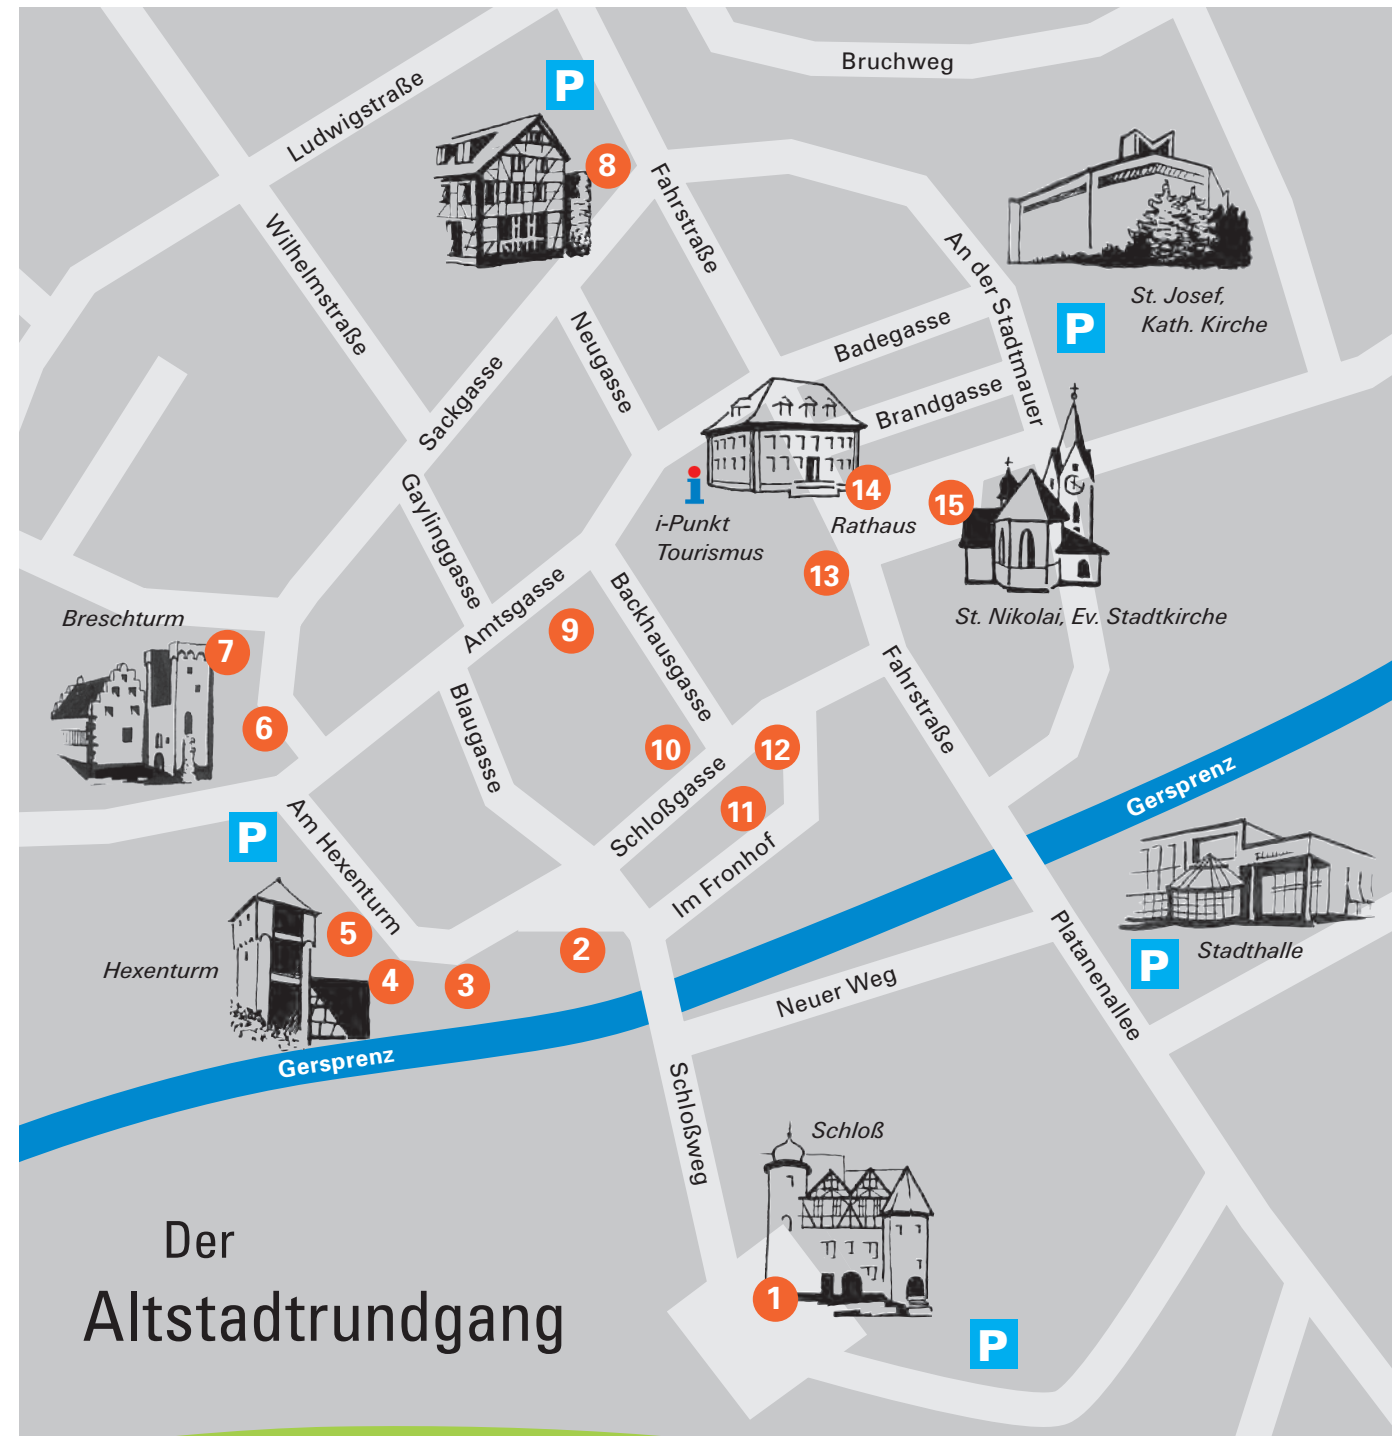 Bruchweg
P
Ludwigstraße
8
Fahrstraße
Wilhelmstraße
An der Stadtmauer
St. Josef,
Kath. Kirche
P
Neugasse
Badegasse
Sackgasse
Brandgasse
Gaylinggasse
i
14
15
i-Punkt
Tourismus
Rathaus
13
Amtsgasse
Backhausgasse
9
Breschturm
7
St. Nikolai, Ev. Stadtkirche
6
Blaugasse
Fahrstraße
10
12
Schloßgasse
11
Gersprenz
P
Am Hexenturm
Im Fronhof
5
2
Hexenturm
4
3
Platanenallee
P
Stadthalle
Neuer Weg
Gersprenz
Schloßweg
Schloß
1
P
Der
Altstadtrundgang